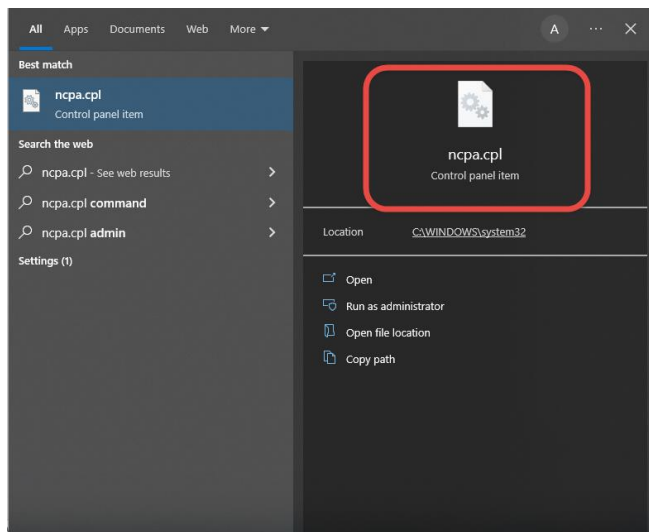 All Apps Documents Web More
A ...
Best match
ncpa.cpl
Control panel item
Search the web
ncpa.cpl - See web results
ncpa.cpl command
ncpa.cpl admin
Settings (1)
ncpa.cpl
Control panel item
Location C:\WINDOWS\system32
Open
Run as administrator
Open file location
Copy path